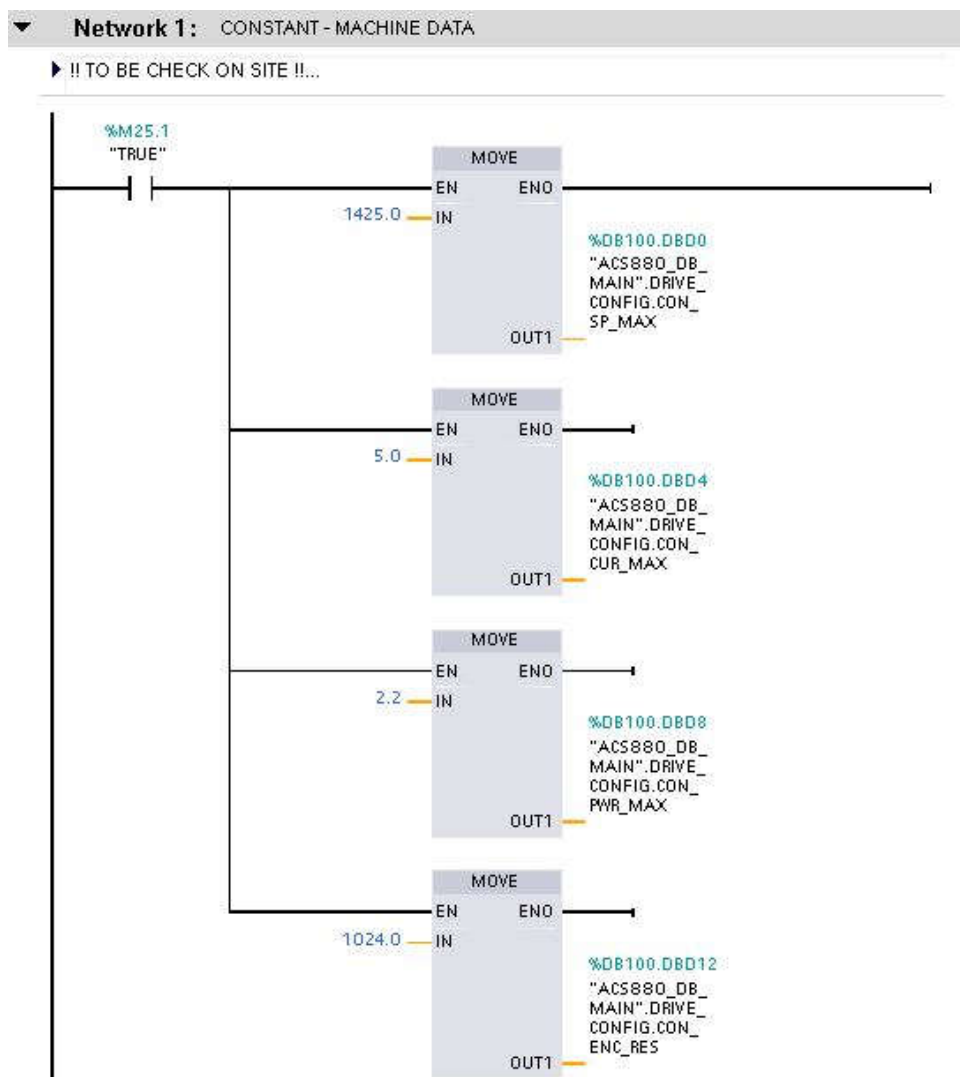 Network 1: CONSTANT - MACHINE DATA
!! TO BE CHECK ON SITE !!...
%M25.1
"TRUE"
MOVE
EN ENO
1425.0 IN
%DB100.DBD0
"ACS880_DB_
MAIN".DRIVE_
CONFIG.CON_
SP_MAX
OUT1
MOVE
EN ENO
5.0 IN
%DB100.DBD4
"ACS880_DB_
MAIN".DRIVE_
CONFIG.CON_
CUR_MAX
OUT1
MOVE
EN ENO
2.2 IN
%DB100.DBD8
"ACS880_DB_
MAIN".DRIVE_
CONFIG.CON_
PWR_MAX
OUT1
MOVE
EN ENO
1024.0 IN
%DB100.DBD12
"ACS880_DB_
MAIN".DRIVE_
CONFIG.CON_
ENC_RES
OUT1